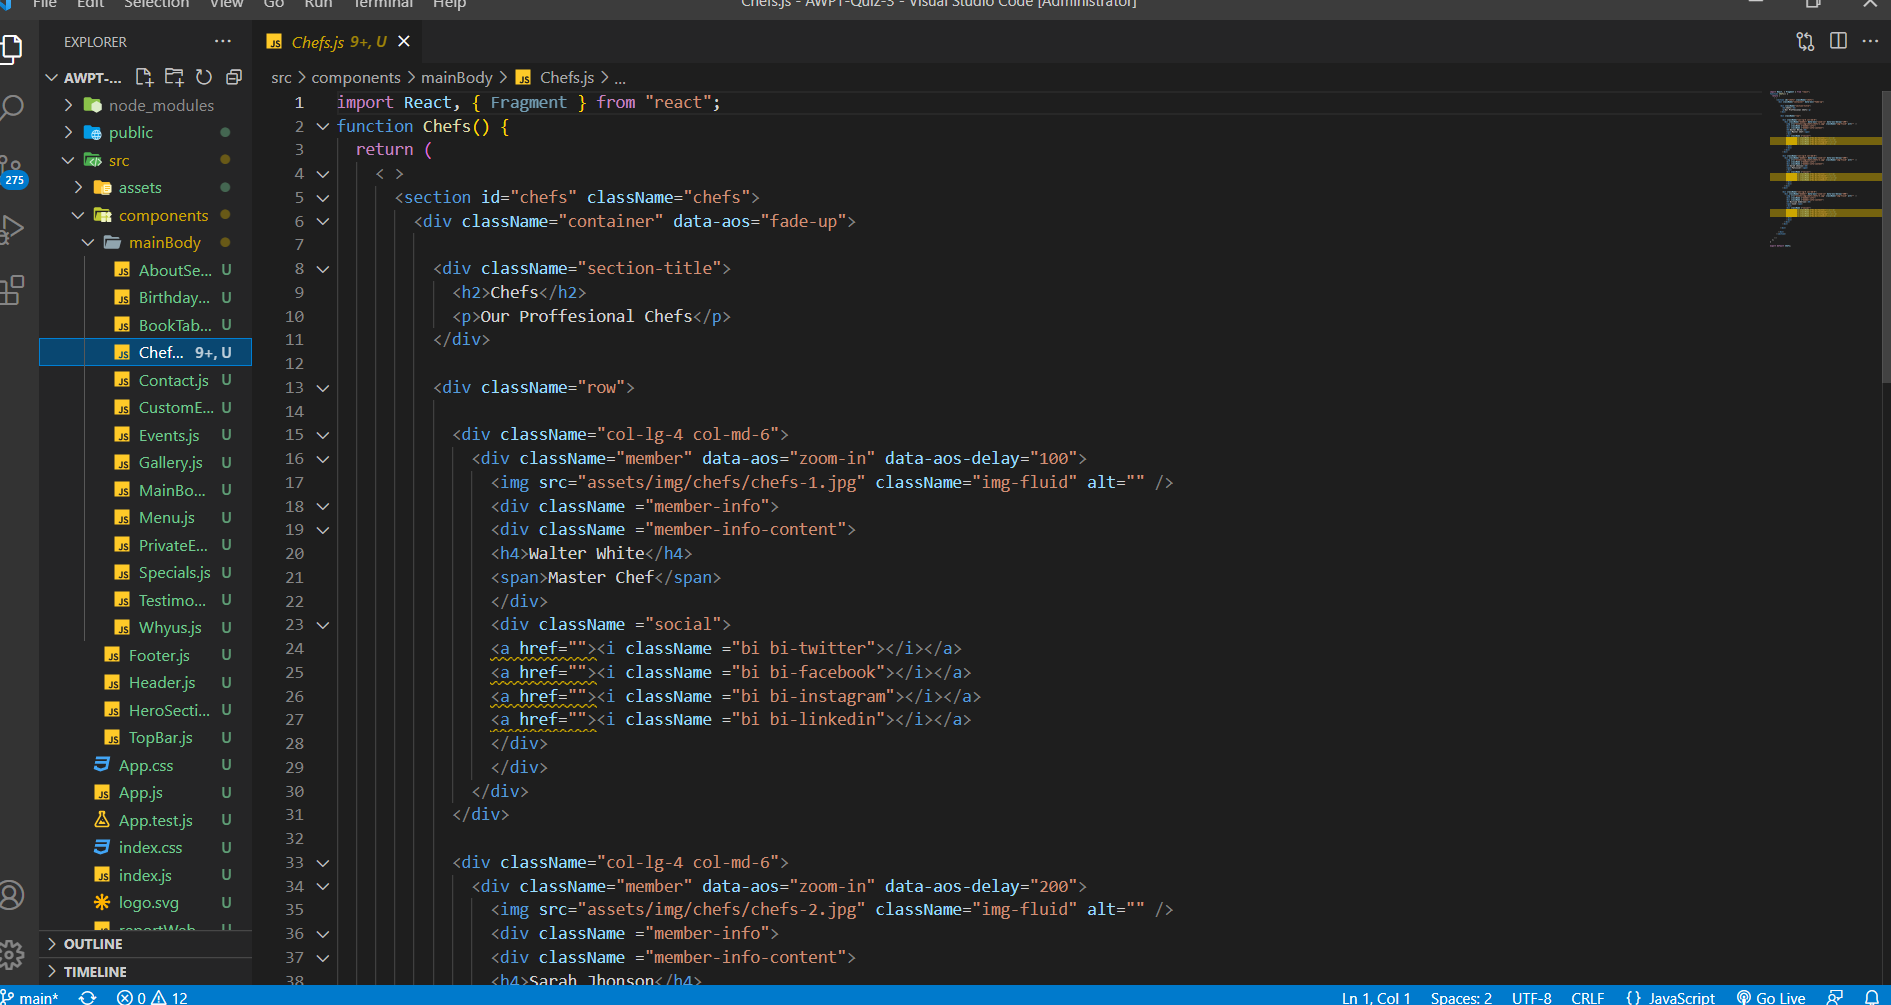 File Edit Selection View Go Run Terminal Help
Chefs.js - AWPT-Quiz-3 - Visual Studio Code [Administrator]
EXPLORER
AWPT-...
node_modules
public
src
assets
components
mainBody
AboutSe... U
Birthday... U
BookTab... U
Chef... 9+, U
Contact.js U
CustomE... U
Events.js U
Gallery.js U
MainBo... U
Menu.js U
PrivateE... U
Specials.js U
Testimo... U
Whyus.js U
Footer.js U
Header.js U
HeroSecti... U
TopBar.js U
App.css U
App.js U
App.test.js U
index.css U
index.js U
logo.svg U
reportWeb... U
OUTLINE
TIMELINE
275
Chefs.js 9+, U
src > components > mainBody > Chefs.js > ...
1 import React, { Fragment } from "react";
2 function Chefs() {
3 return (
4 < >
5 <section id="chefs" className="chefs">
6 <div className="container" data-aos="fade-up">
7
8 <div className="section-title">
9 <h2>Chefs</h2>
10 <p>Our Proffesional Chefs</p>
11 </div>
12
13 <div className="row">
14
15 <div className="col-lg-4 col-md-6">
16 <div className="member" data-aos="zoom-in" data-aos-delay="100">
17 <img src="assets/img/chefs/chefs-1.jpg" className="img-fluid" alt="" />
18 <div className ="member-info">
19 <div className ="member-info-content">
20 <h4>Walter White</h4>
21 <span>Master Chef</span>
22 </div>
23 <div className ="social">
24 <a href=""><i className ="bi bi-twitter"></i></a>
25 <a href=""><i className ="bi bi-facebook"></i></a>
26 <a href=""><i className ="bi bi-instagram"></i></a>
27 <a href=""><i className ="bi bi-linkedin"></i></a>
28 </div>
29 </div>
30 </div>
31 </div>
32
33 <div className="col-lg-4 col-md-6">
34 <div className="member" data-aos="zoom-in" data-aos-delay="200">
35 <img src="assets/img/chefs/chefs-2.jpg" className="img-fluid" alt="" />
36 <div className ="member-info">
37 <div className ="member-info-content">
38 <h4>Sarah Jhonson</h4>
main* 0 12
Ln 1, Col 1 Spaces: 2 UTF-8 CRLF {} JavaScript Go Live